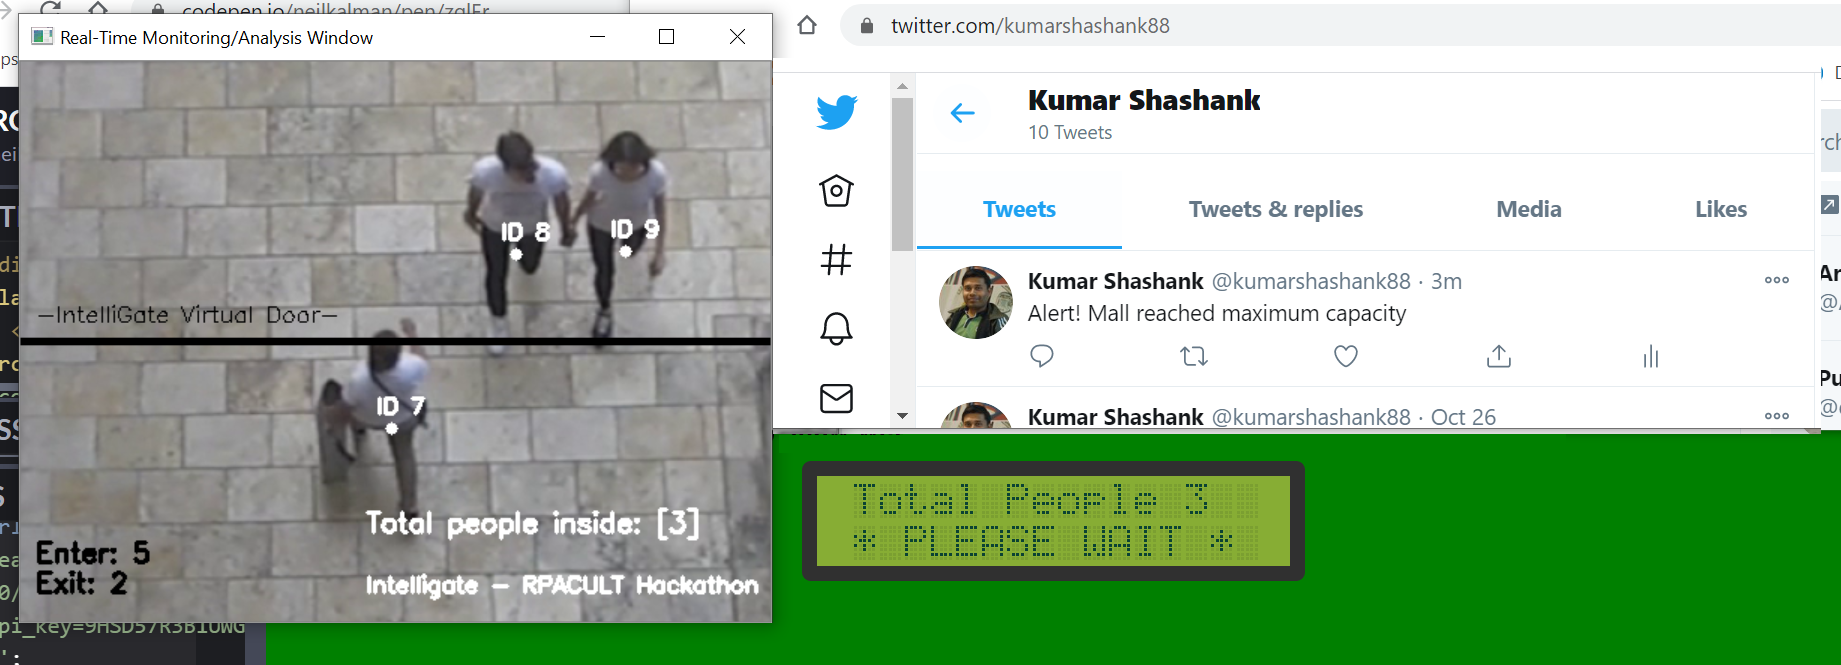 codepen.io/neilkalman/pen/zqlEr
Real-Time Monitoring/Analysis Window
ID 8
ID 9
—IntelliGate Virtual Door—
ID 7
Total people inside: [3]
Enter: 5
Exit: 2
Intelligate — RPACULT Hackathon
pi_key=9HSD57R3B1UWG
twitter.com/kumarshashank88
Kumar Shashank
10 Tweets
Tweets
Tweets & replies
Media
Likes
Kumar Shashank @kumarshashank88 · 3m
Alert! Mall reached maximum capacity
Kumar Shashank @kumarshashank88 · Oct 26
Total People 3
* PLEASE WAIT *